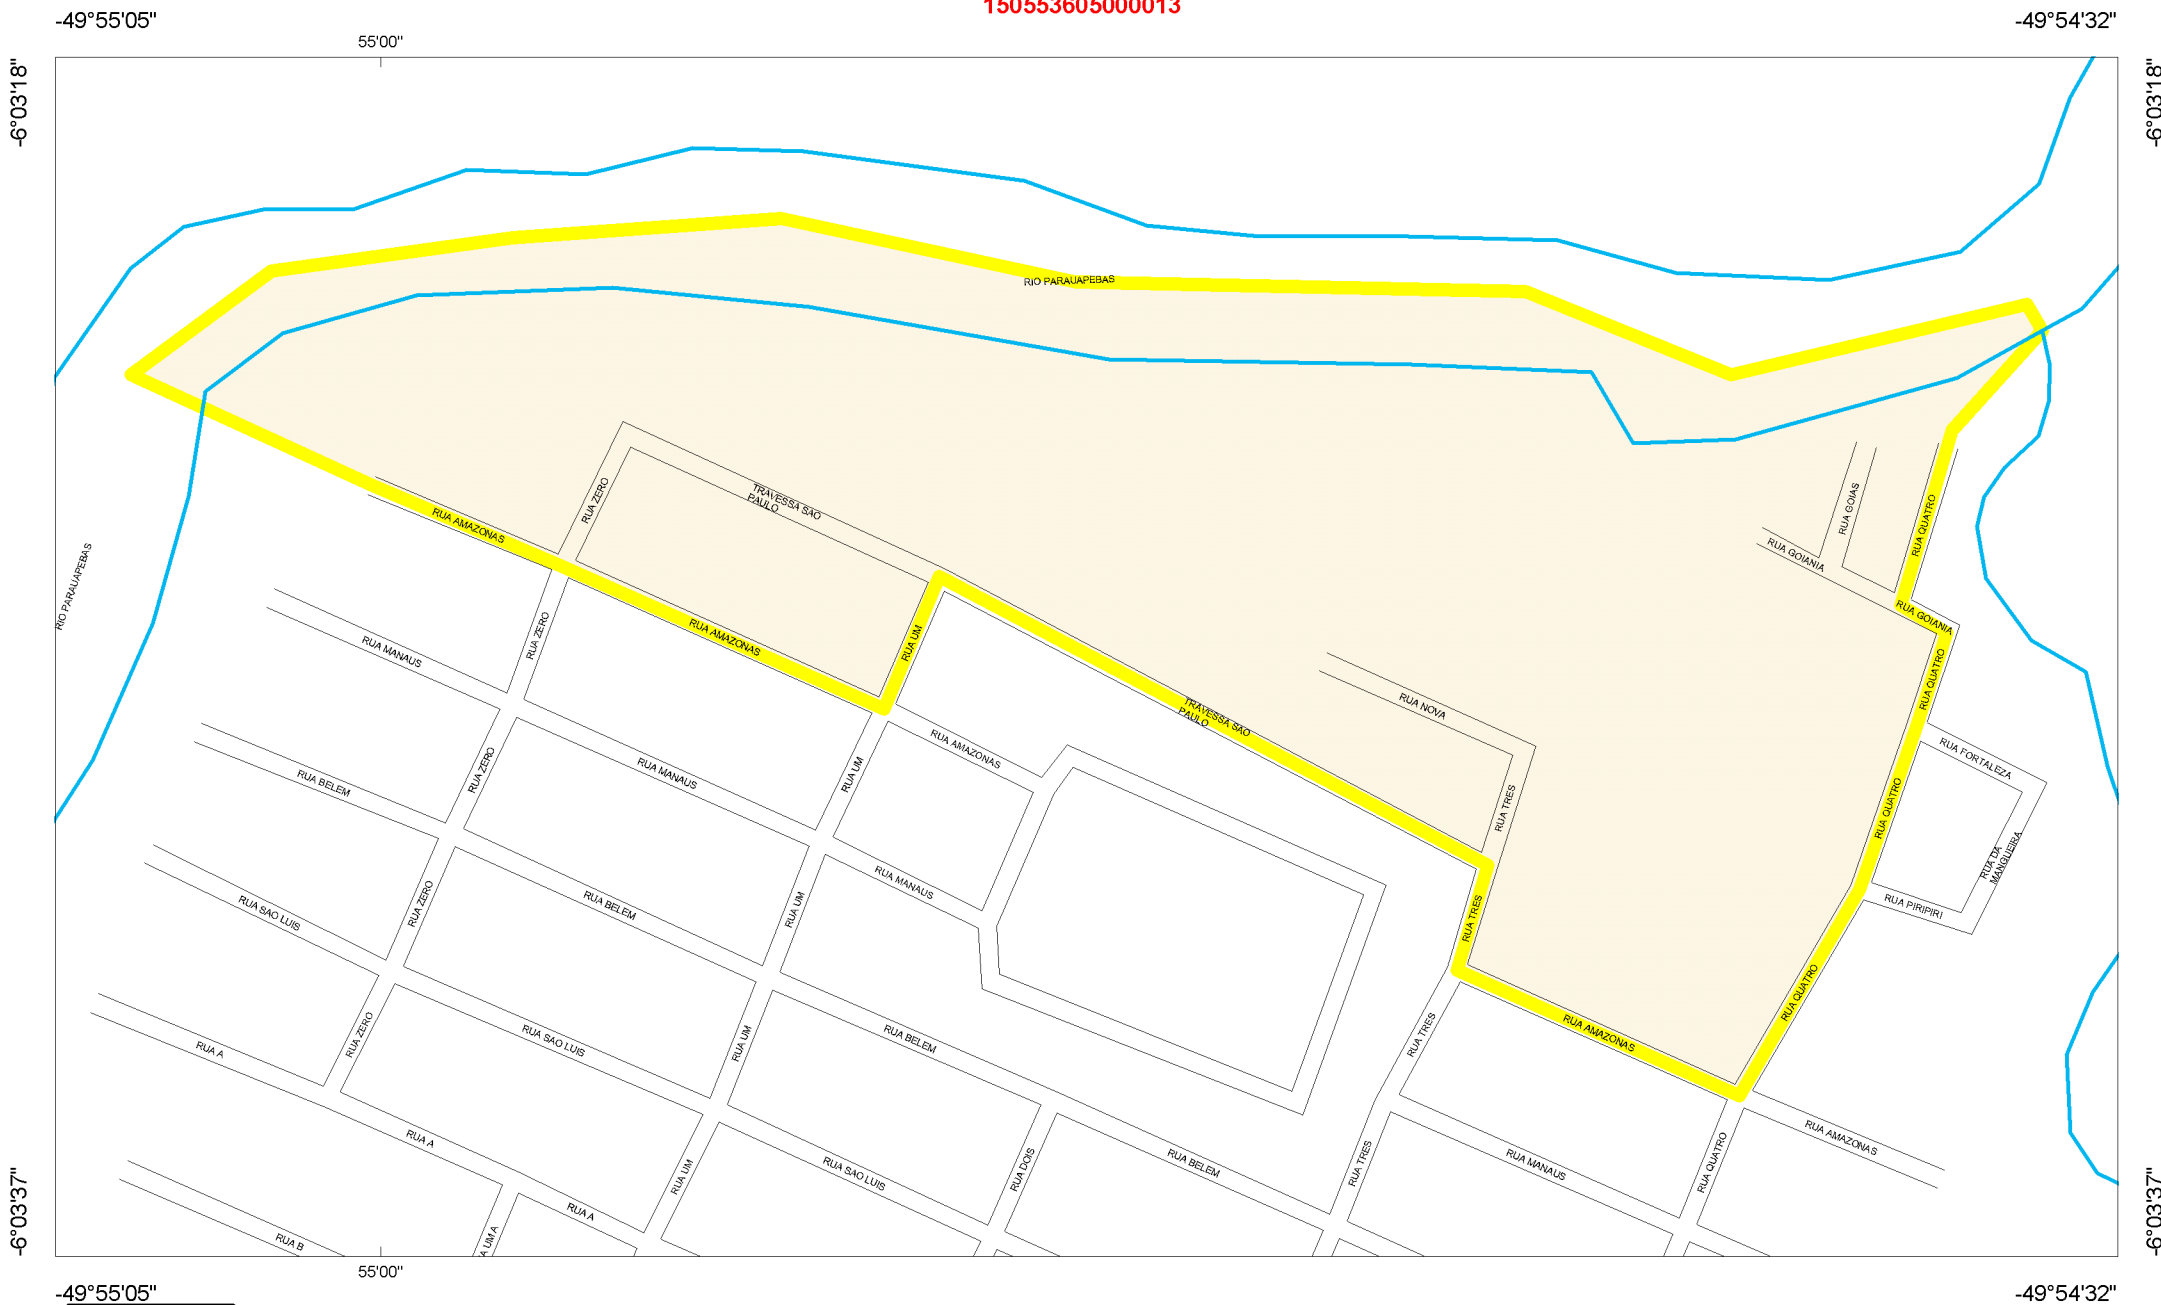 150553605000013
-49°55'05"
-49°54'32"
55'00"
-6°03'18"
-6°03'18"
RIO PARAUAPEBAS
RUA ZERO
TRAVESSA SAO
PAULO
RUA AMAZONAS
RUA GOIAS
RUA QUATRO
RUA GOIANIA
RIO PARAUAPEBAS
RUA GOIANIA
RUA ZERO
RUA AMAZONAS
RUA UM
RUA MANAUS
RUA QUATRO
RUA NOVA
TRAVESSA SAO
PAULO
RUA AMAZONAS
RUA FORTALEZA
RUA ZERO
RUA MANAUS
RUA UM
RUA BELEM
RUA TRES
RUA QUATRO
RUA DA
MANGUEIRA
RUA MANAUS
RUA ZERO
RUA BELEM
RUA UM
RUA SAO LUIS
RUA TRES
RUA PIRIPIRI
RUA QUATRO
RUA ZERO
RUA A
RUA SAO LUIS
RUA UM
RUA BELEM
RUA TRES
RUA AMAZONAS
RUA A
RUA AMAZONAS
RUA UM
RUA SAO LUIS
RUA DOIS
RUA BELEM
RUA TRES
RUA MANAUS
RUA QUATRO
RUA A
RUA B
A UM A
-6°03'37"
-6°03'37"
55'00"
-49°55'05"
-49°54'32"